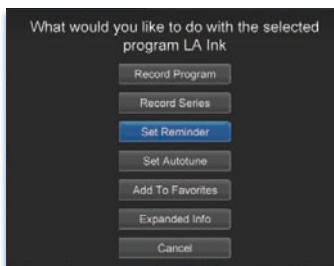 What would you like to do with the selected
program LA Ink
Record Program
Record Series
Set Reminder
Set Autotune
Add To Favorites
Expanded Info
Cancel